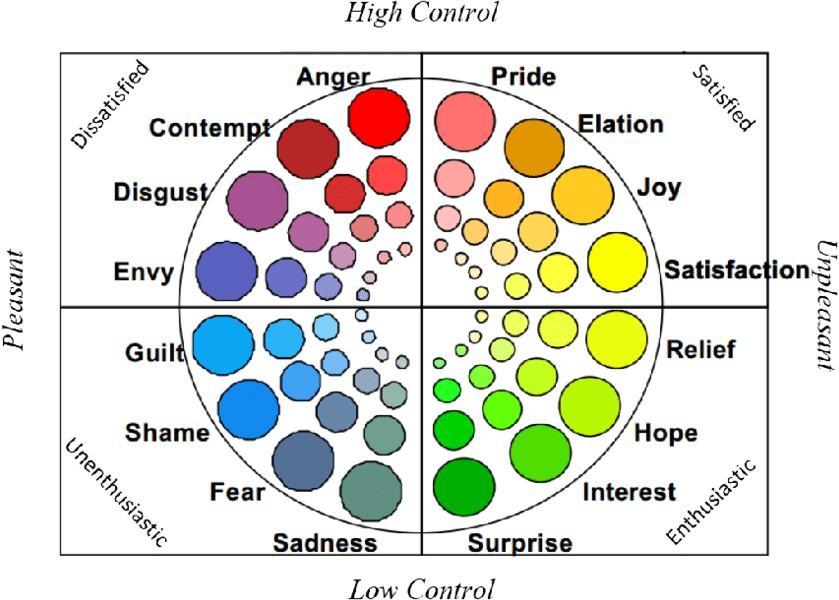 High Control
Anger
Pride
Dissatisfied
Satisfied
Contempt
Elation
Disgust
Joy
Envy
Satisfaction
Pleasant
Unpleasant
Guilt
Relief
Shame
Hope
Unenthusiastic
Enthusiastic
Fear
Interest
Sadness
Surprise
Low Control